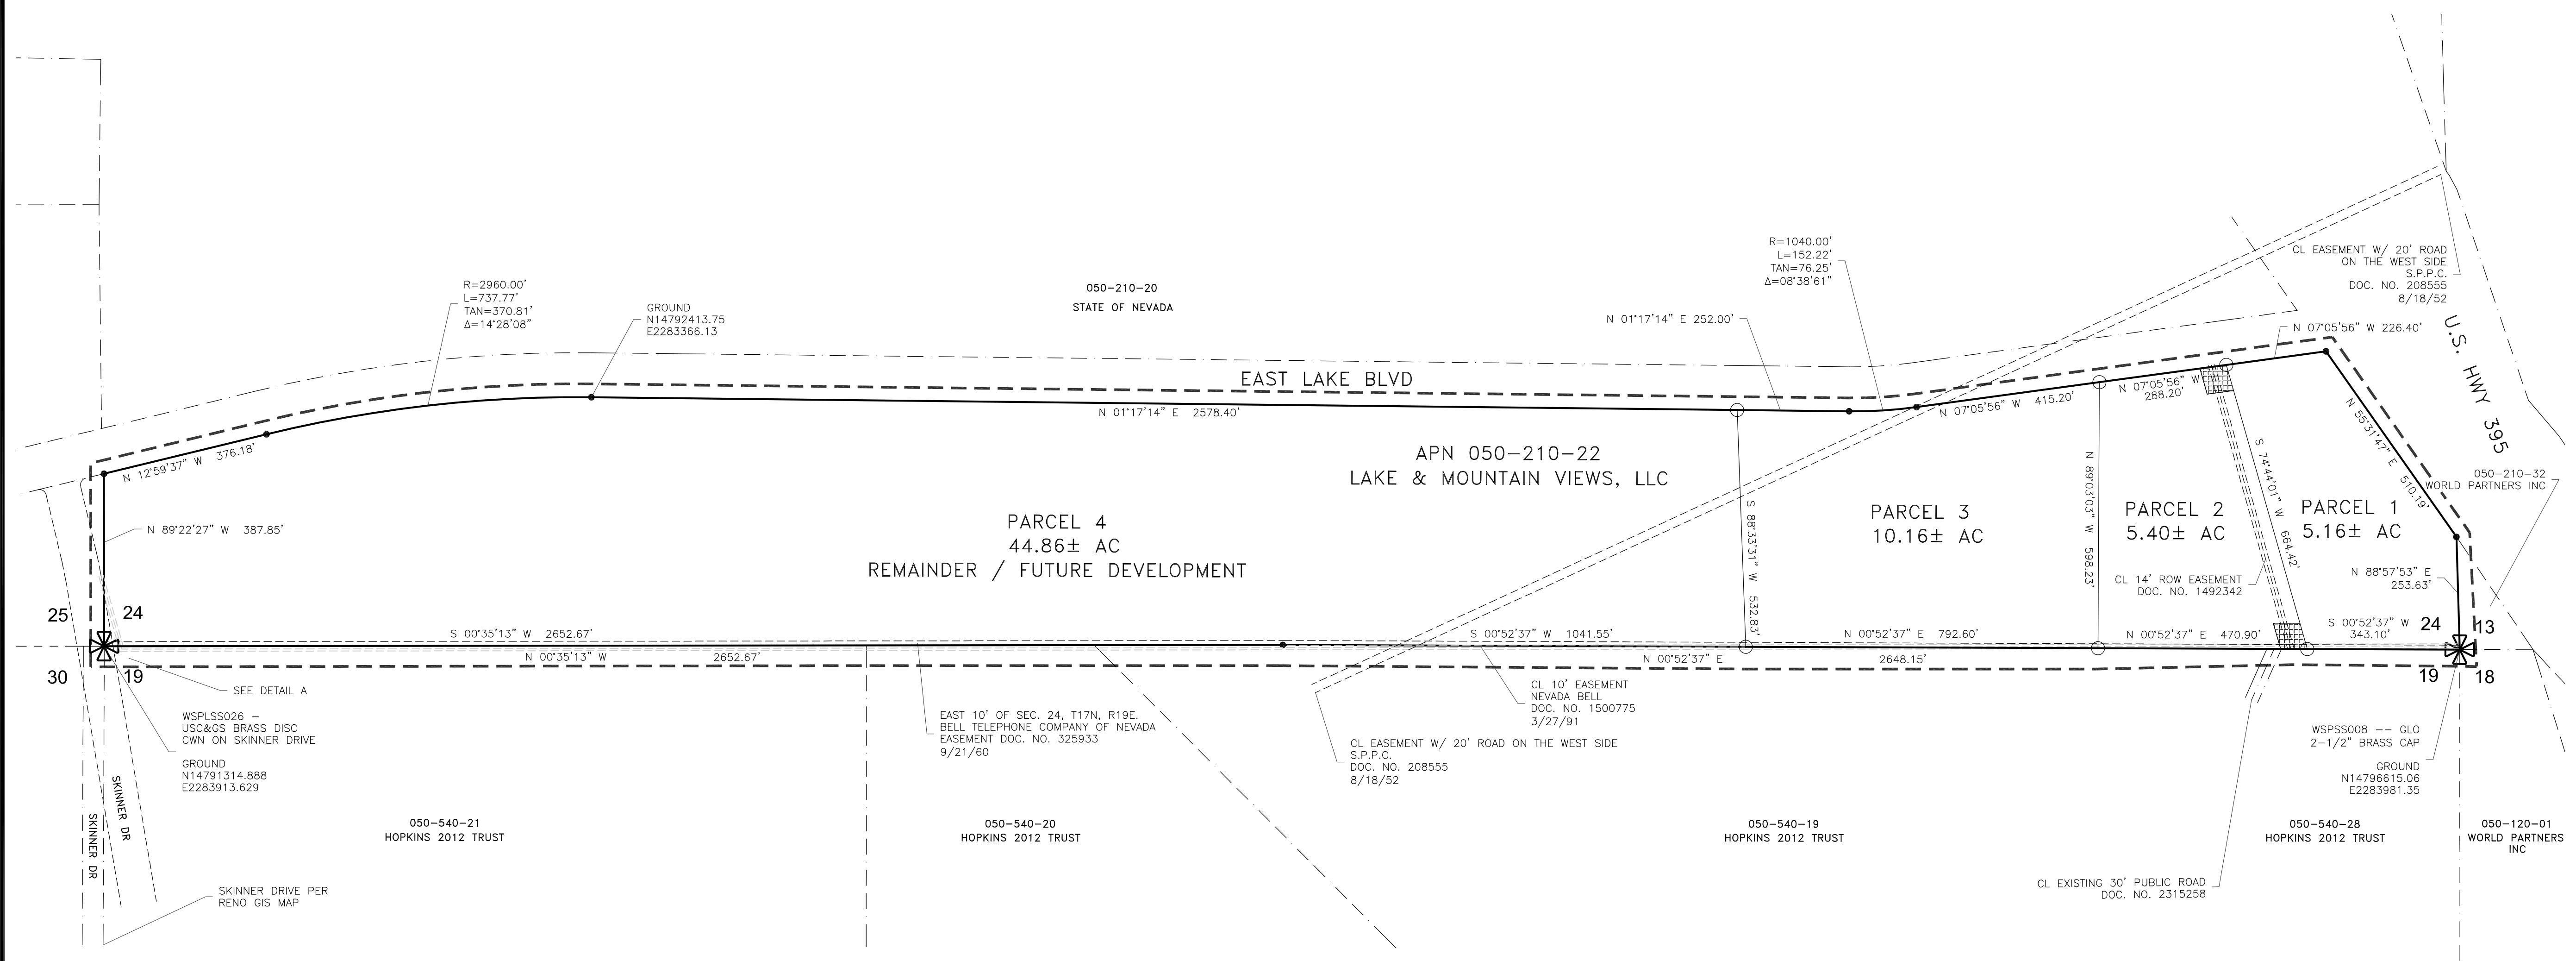 R=2960.00'
L=737.77'
TAN=370.81'
Δ=14°28'08"
GROUND
N14792413.75
E2283366.13
050-210-20
STATE OF NEVADA
R=1040.00'
L=152.22'
TAN=76.25'
Δ=08°38'61"
N 01°17'14" E 252.00'
CL EASEMENT W/ 20' ROAD
ON THE WEST SIDE
S.P.P.C.
DOC. NO. 208555
8/18/52
N 07°05'56" W 226.40'
U.S. HWY 395
EAST LAKE BLVD
N 01°17'14" E 2578.40'
N 07°05'56" W 415.20'
N 07°05'56" W
288.20'
N 55°31'47" E 510.19'
N 12°59'37" W 376.18'
APN 050-210-22
LAKE & MOUNTAIN VIEWS, LLC
050-210-32
WORLD PARTNERS INC
N 89°22'27" W 387.85'
PARCEL 4
44.86± AC
REMAINDER / FUTURE DEVELOPMENT
S 88°33'31" W 532.83'
PARCEL 3
10.16± AC
N 89°03'03" W 598.23'
PARCEL 2
5.40± AC
S 74°44'01" W 664.42'
PARCEL 1
5.16± AC
CL 14' ROW EASEMENT
DOC. NO. 1492342
N 88°57'53" E
253.63'
25
24
30
19
S 00°35'13" W 2652.67'
N 00°35'13" W 2652.67'
S 00°52'37" W 1041.55'
N 00°52'37" E 792.60'
N 00°52'37" E 470.90'
S 00°52'37" W
343.10'
N 00°52'37" E 2648.15'
24
13
19
18
SEE DETAIL A
WSPLSS026 -
USC&GS BRASS DISC
CWN ON SKINNER DRIVE
GROUND
N14791314.888
E2283913.629
EAST 10' OF SEC. 24, T17N, R19E.
BELL TELEPHONE COMPANY OF NEVADA
EASEMENT DOC. NO. 325933
9/21/60
CL 10' EASEMENT
NEVADA BELL
DOC. NO. 1500775
3/27/91
CL EASEMENT W/ 20' ROAD ON THE WEST SIDE
S.P.P.C.
DOC. NO. 208555
8/18/52
WSPSS008 -- GLO
2-1/2" BRASS CAP
GROUND
N14796615.06
E2283981.35
SKINNER DR
SKINNER DR
050-540-21
HOPKINS 2012 TRUST
050-540-20
HOPKINS 2012 TRUST
050-540-19
HOPKINS 2012 TRUST
050-540-28
HOPKINS 2012 TRUST
050-120-01
WORLD PARTNERS
INC
SKINNER DRIVE PER
RENO GIS MAP
CL EXISTING 30' PUBLIC ROAD
DOC. NO. 2315258